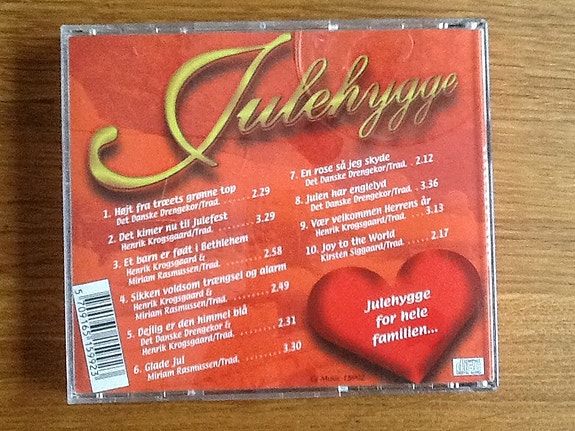 Julehygge
1. Højt fra træets grønne top
Det Danske Drengekor/Trad. ........ 2.29
2. Det kimer nu til Julefest
Henrik Krogsgaard/Trad. ........ 3.29
3. Et barn er født i Bethlehem
Henrik Krogsgaard &
Miriam Rasmussen/Trad. ........ 2.58
4. Sikken voldsom trængsel og alarm
Henrik Krogsgaard &
Miriam Rasmussen/Trad. ........ 2.49
5. Dejlig er den himmel blå
Det Danske Drengekor &
Henrik Krogsgaard/Trad. ........ 2.31
6. Glade Jul
Miriam Rasmussen/Trad. ........ 3.30
7. En rose så jeg skyde
Det Danske Drengekor/Trad. .... 2.12
8. Julen har englelyd
Det Danske Drengekor/Trad. .... 3.36
9. Vær velkommen Herrens år
Henrik Krogsgaard/Trad. ........ 3.13
10. Joy to the World
Kirsten Siggaard/Trad. ........ 2.17
Julehygge
for hele
familien...
5 709165 159923